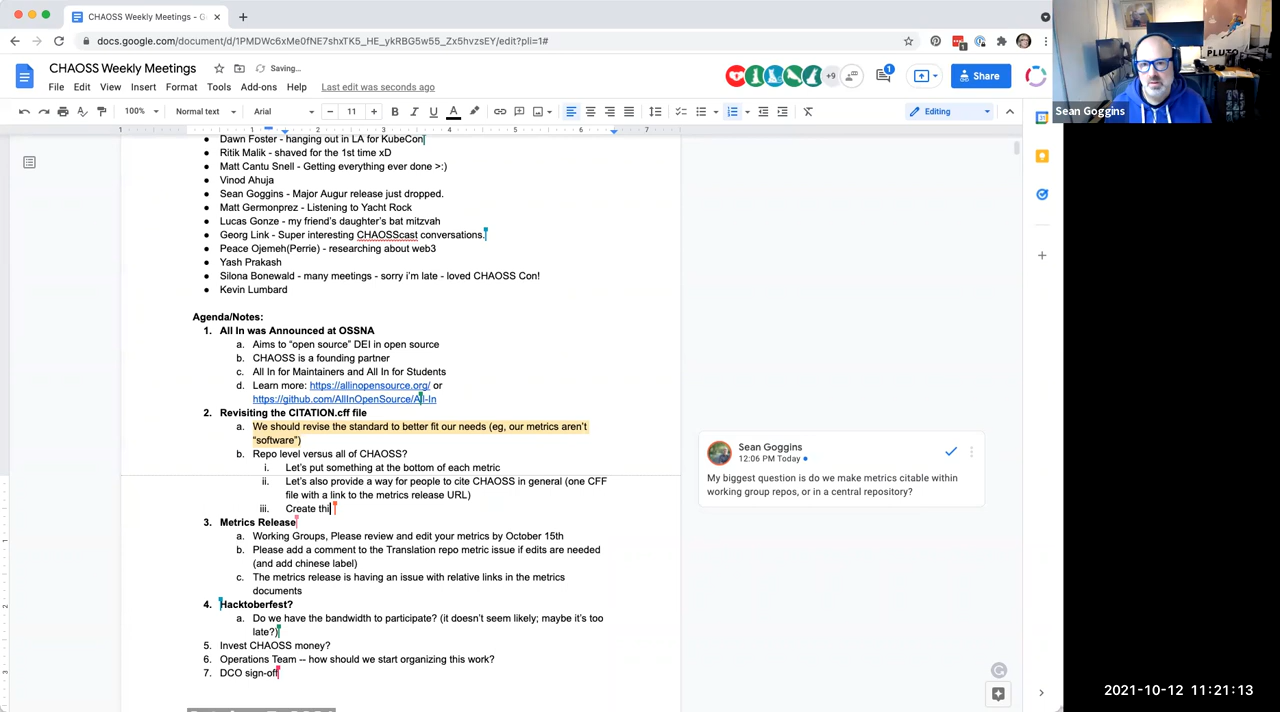 CHAOSS Weekly Meetings - G
docs.google.com/document/d/1PMDWc6xMe0fNE7shxTK5_HE_ykRBG5w55_Zx5hvzsEY/edit?pli=1#
CHAOSS Weekly Meetings
Saving...
File Edit View Insert Format Tools Add-ons Help Last edit was seconds ago
+9
1
Share
Sean Goggins
PLUTO
100% Normal text Arial 11 B I U A Editing
1 1 2 3 4 5 6 7
Dawn Foster - hanging out in LA for KubeCon
Ritik Malik - shaved for the 1st time xD
Matt Cantu Snell - Getting everything ever done >:)
Vinod Ahuja
Sean Goggins - Major Augur release just dropped.
Matt Germonprez - Listening to Yacht Rock
Lucas Gonze - my friend's daughter's bat mitzvah
Georg Link - Super interesting CHAOSScast conversations.
Peace Ojemeh(Perrie) - researching about web3
Yash Prakash
Silona Bonewald - many meetings - sorry i'm late - loved CHAOSS Con!
Kevin Lumbard
Agenda/Notes:
1. All In was Announced at OSSNA
a. Aims to "open source" DEI in open source
b. CHAOSS is a founding partner
c. All In for Maintainers and All In for Students
d. Learn more: https://allinopensource.org/ or
https://github.com/AllInOpenSource/All-In
2. Revisiting the CITATION.cff file
a. We should revise the standard to better fit our needs (eg, our metrics aren't
"software")
b. Repo level versus all of CHAOSS?
i. Let's put something at the bottom of each metric
ii. Let's also provide a way for people to cite CHAOSS in general (one CFF
file with a link to the metrics release URL)
iii. Create thi
3. Metrics Release
a. Working Groups, Please review and edit your metrics by October 15th
b. Please add a comment to the Translation repo metric issue if edits are needed
(and add chinese label)
c. The metrics release is having an issue with relative links in the metrics
documents
4. Hacktoberfest?
a. Do we have the bandwidth to participate? (it doesn't seem likely; maybe it's too
late?)
5. Invest CHAOSS money?
6. Operations Team -- how should we start organizing this work?
7. DCO sign-off
Sean Goggins
12:06 PM Today
My biggest question is do we make metrics citable within
working group repos, or in a central repository?
2021-10-12 11:21:13